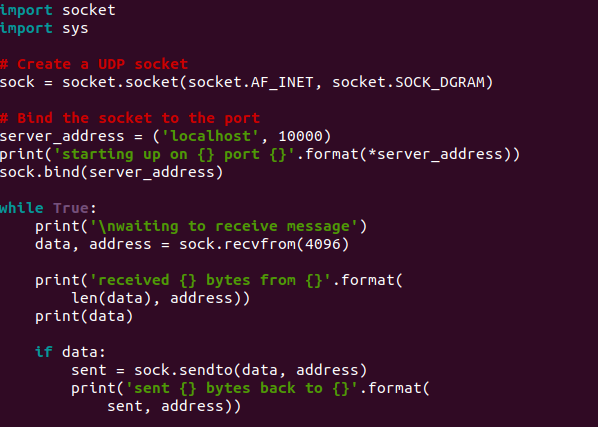 import socket
import sys

# Create a UDP socket
sock = socket.socket(socket.AF_INET, socket.SOCK_DGRAM)

# Bind the socket to the port
server_address = ('localhost', 10000)
print('starting up on {} port {}'.format(*server_address))
sock.bind(server_address)

while True:
    print('\nwaiting to receive message')
    data, address = sock.recvfrom(4096)

    print('received {} bytes from {}'.format(
        len(data), address))
    print(data)

    if data:
        sent = sock.sendto(data, address)
        print('sent {} bytes back to {}'.format(
            sent, address))